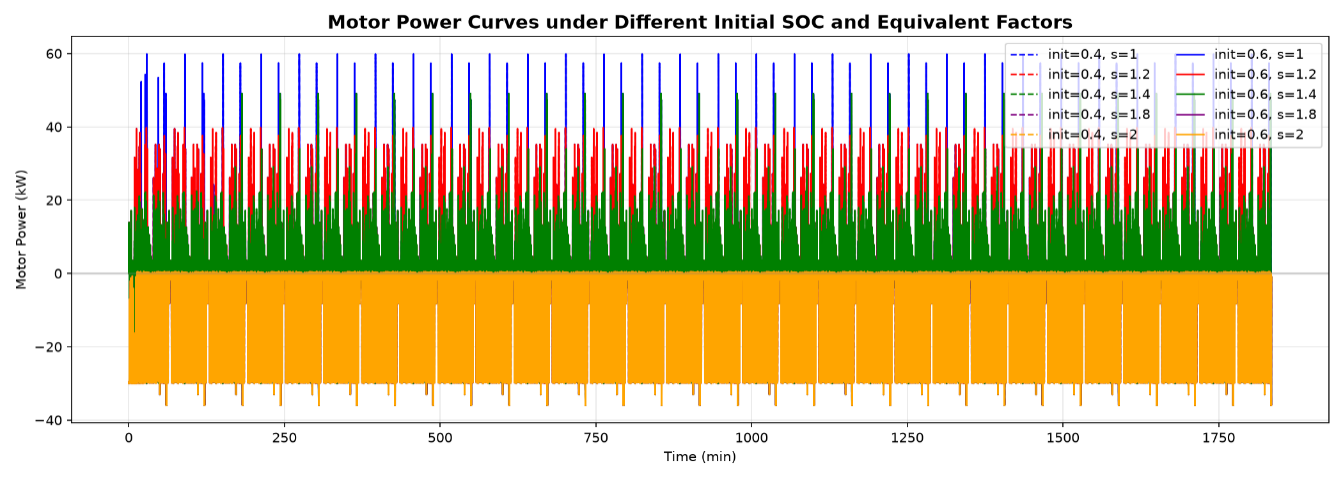 Motor Power Curves under Different Initial SOC and Equivalent Factors
Motor Power (kW)
60
40
20
0
−20
−40
init=0.4, s=1
init=0.4, s=1.2
init=0.4, s=1.4
init=0.4, s=1.8
init=0.4, s=2
init=0.6, s=1
init=0.6, s=1.2
init=0.6, s=1.4
init=0.6, s=1.8
init=0.6, s=2
0 250 500 750 1000 1250 1500 1750
Time (min)